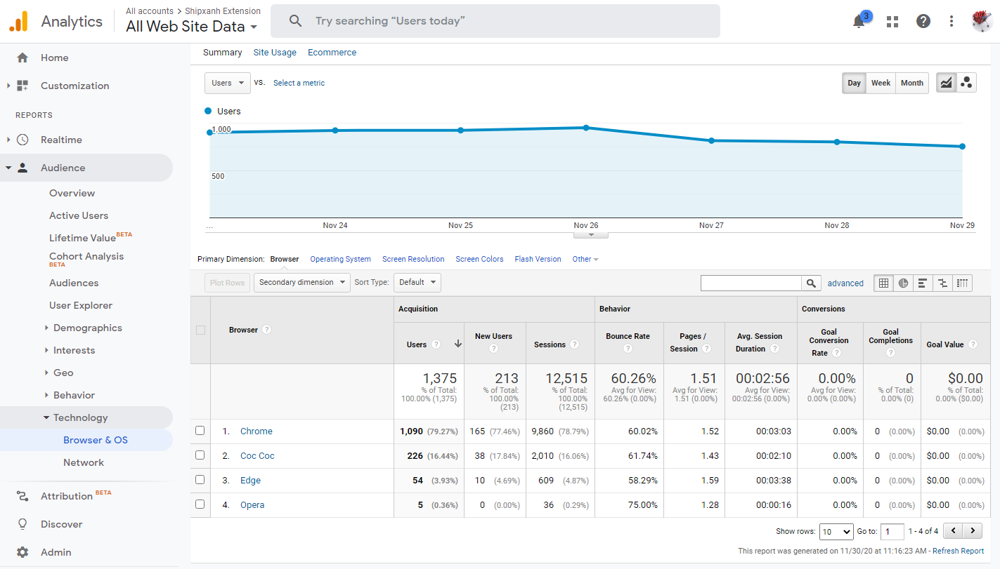 Analytics
All accounts > Shipxanh Extension
All Web Site Data
Try searching “Users today”
3
Home
Customization
REPORTS
Realtime
Audience
Overview
Active Users
Lifetime Value BETA
Cohort Analysis
BETA
Audiences
User Explorer
Demographics
Interests
Geo
Behavior
Technology
Browser & OS
Network
Attribution BETA
Discover
Admin
Summary Site Usage Ecommerce
Users VS. Select a metric
Day Week Month
Users
1,000
500
... Nov 24 Nov 25 Nov 26 Nov 27 Nov 28 Nov 29
Primary Dimension: Browser Operating System Screen Resolution Screen Colors Flash Version Other
Plot Rows Secondary dimension Sort Type: Default advanced
Browser ?
Acquisition Behavior Conversions
Users ? New Users ? Sessions ? Bounce Rate ? Pages / Session ? Avg. Session Duration ? Goal Conversion Rate ? Goal Completions ? Goal Value ?
1,375 213 12,515 60.26% 1.51 00:02:56 0.00% 0 $0.00
% of Total: % of Total: % of Total: Avg for View: Avg for View: Avg for View: Avg for View: % of Total: % of Total:
100.00% (1,375) 100.00% (213) 100.00% (12,515) 60.26% (0.00%) 1.51 (0.00%) 00:02:56 (0.00%) 0.00% (0.00%) 0.00% (0) 0.00% ($0.00)
1. Chrome 1,090 (79.27%) 165 (77.46%) 9,860 (78.79%) 60.02% 1.52 00:03:03 0.00% 0 (0.00%) $0.00 (0.00%)
2. Coc Coc 226 (16.44%) 38 (17.84%) 2,010 (16.06%) 61.74% 1.43 00:02:10 0.00% 0 (0.00%) $0.00 (0.00%)
3. Edge 54 (3.93%) 10 (4.69%) 609 (4.87%) 58.29% 1.59 00:03:38 0.00% 0 (0.00%) $0.00 (0.00%)
4. Opera 5 (0.36%) 0 (0.00%) 36 (0.29%) 75.00% 1.28 00:00:16 0.00% 0 (0.00%) $0.00 (0.00%)
Show rows: 10 Go to: 1 1 - 4 of 4
This report was generated on 11/30/20 at 11:16:23 AM - Refresh Report